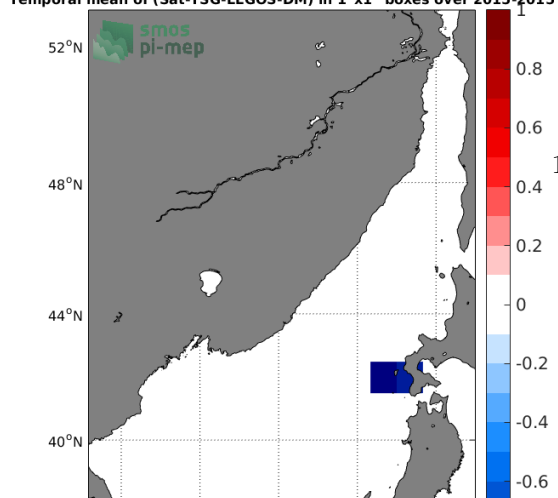 Temporal mean of (Sat-TSG-LEGOS-DM) in 1°x1° boxes over 2015-2015
smos
pi-mep
52°N
48°N
44°N
40°N
1
0.8
0.6
0.4
0.2
0
-0.2
-0.4
-0.6